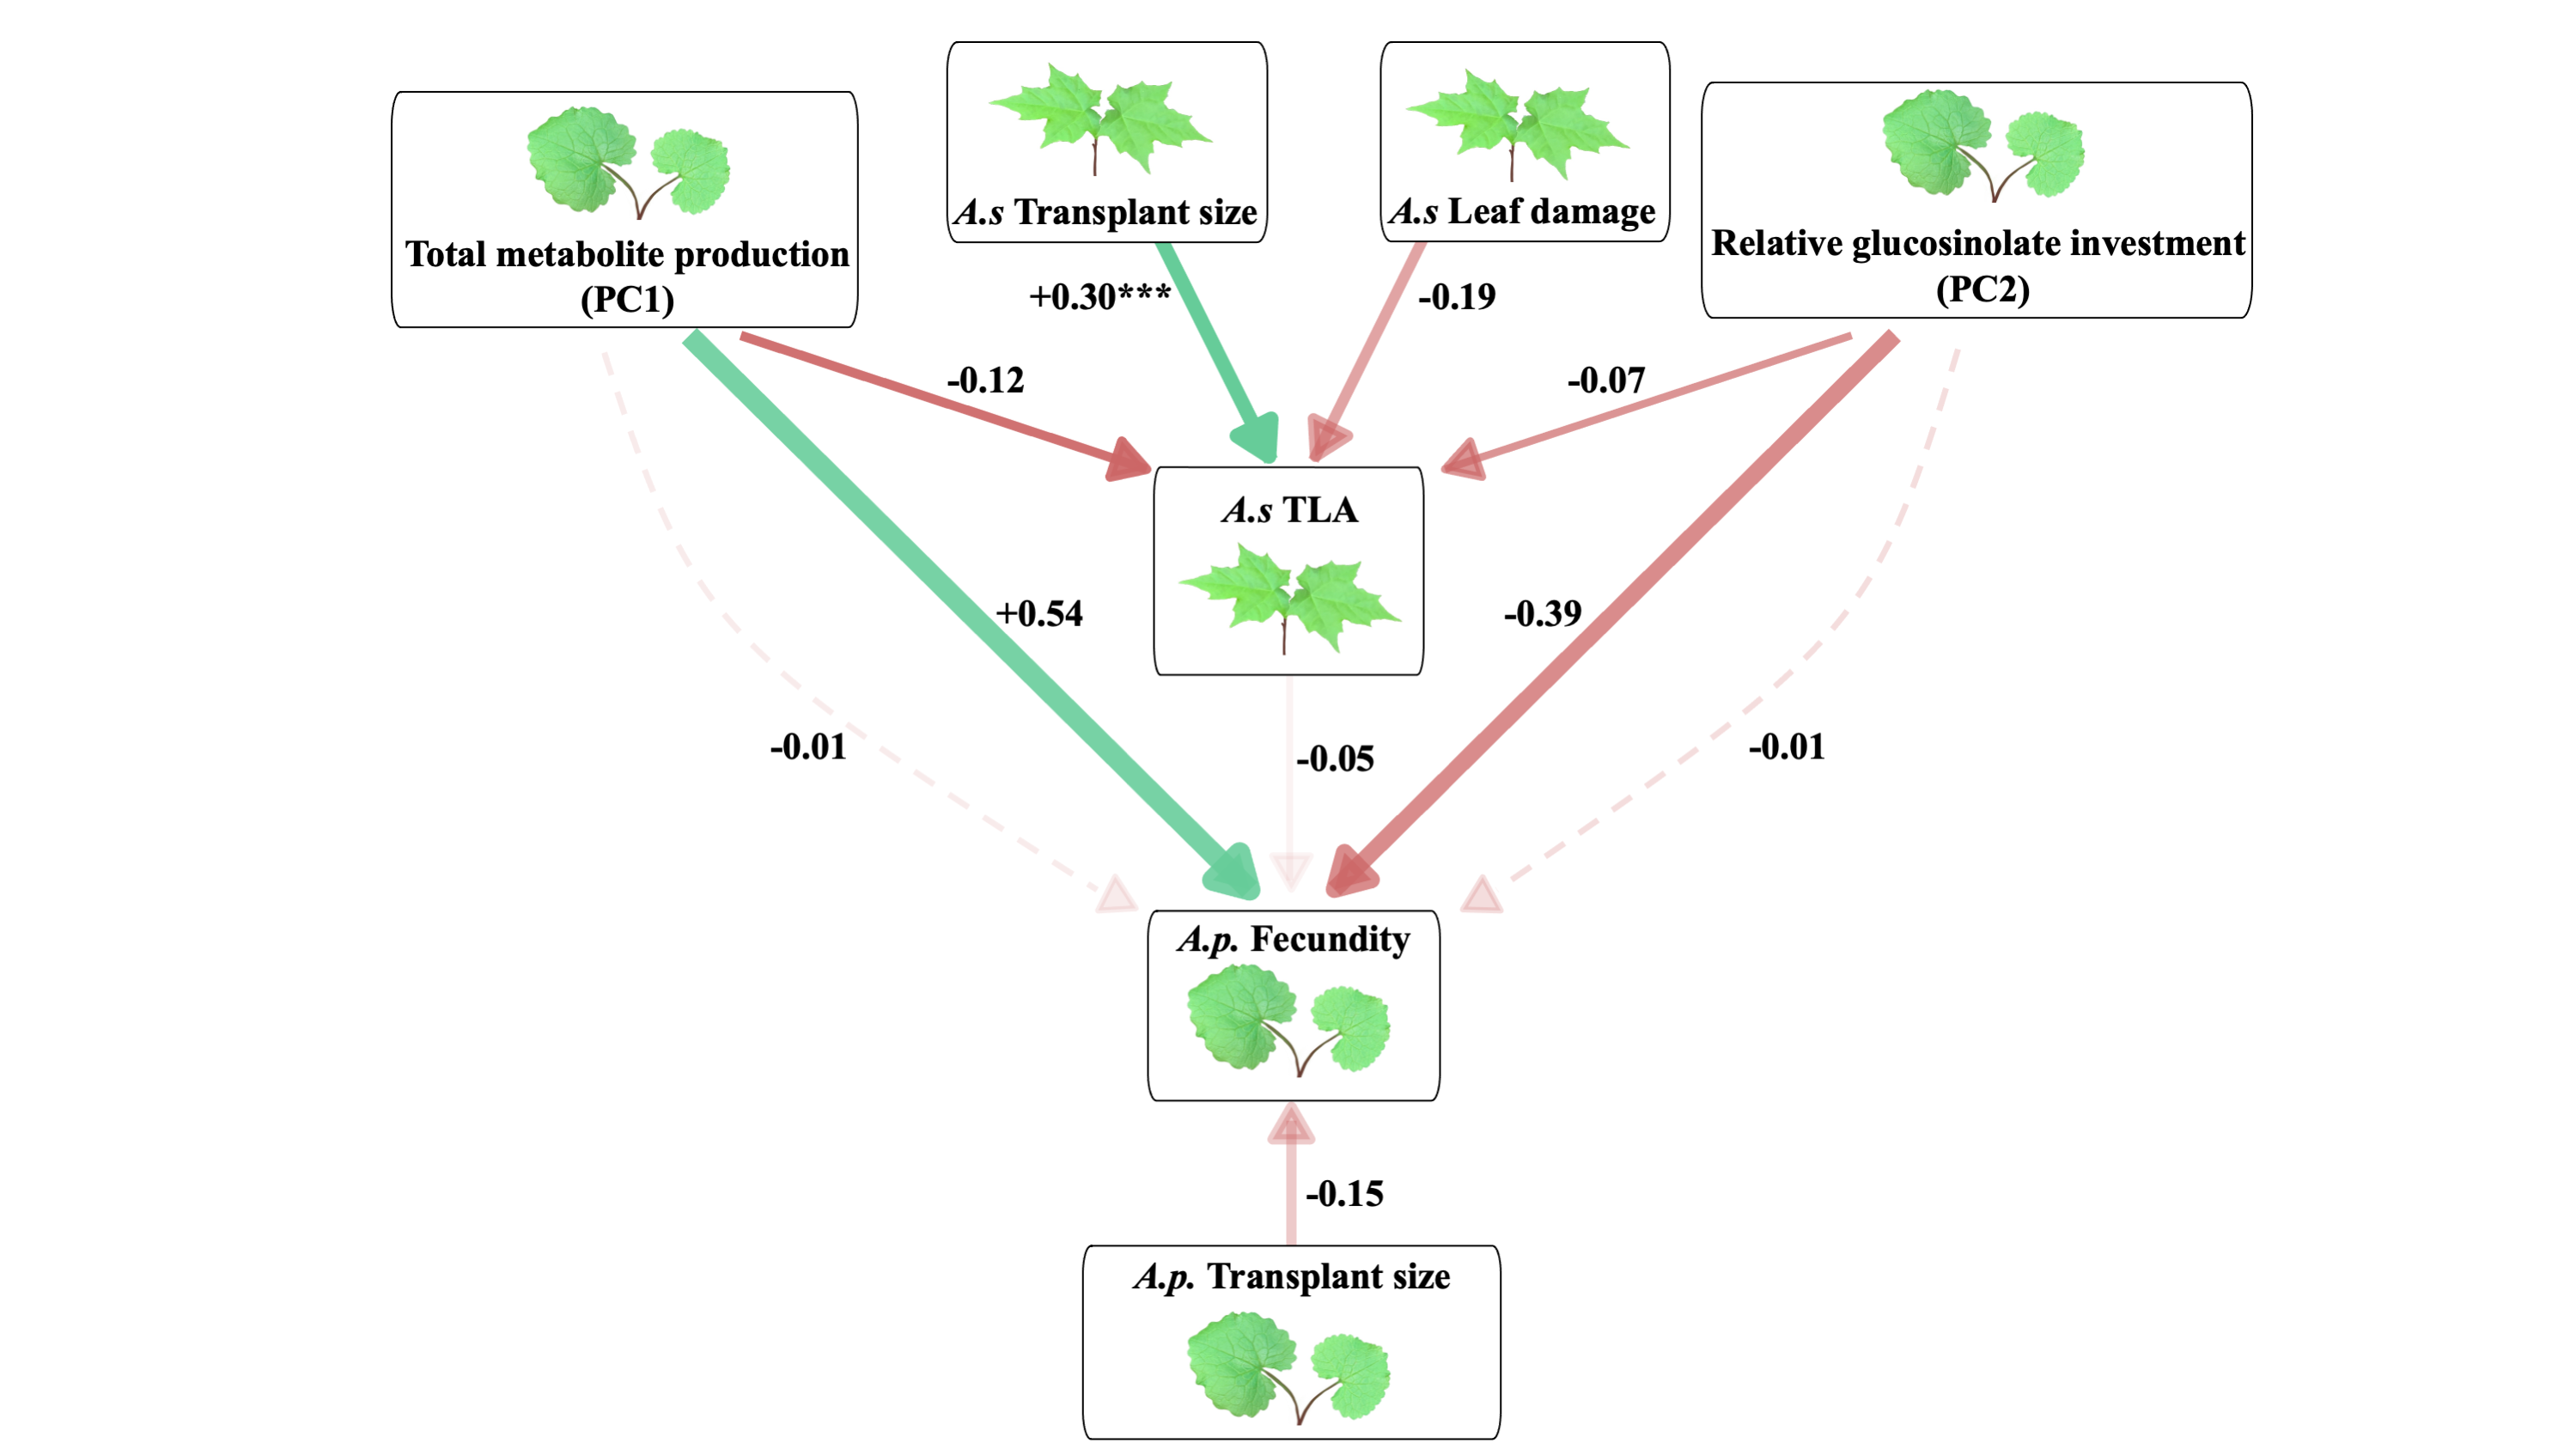 A.s Transplant size
A.s Leaf damage
Total metabolite production
(PC1)
Relative glucosinolate investment
(PC2)
+0.30***
-0.19
-0.12
-0.07
A.s TLA
+0.54
-0.39
-0.01
-0.05
-0.01
A.p. Fecundity
-0.15
A.p. Transplant size